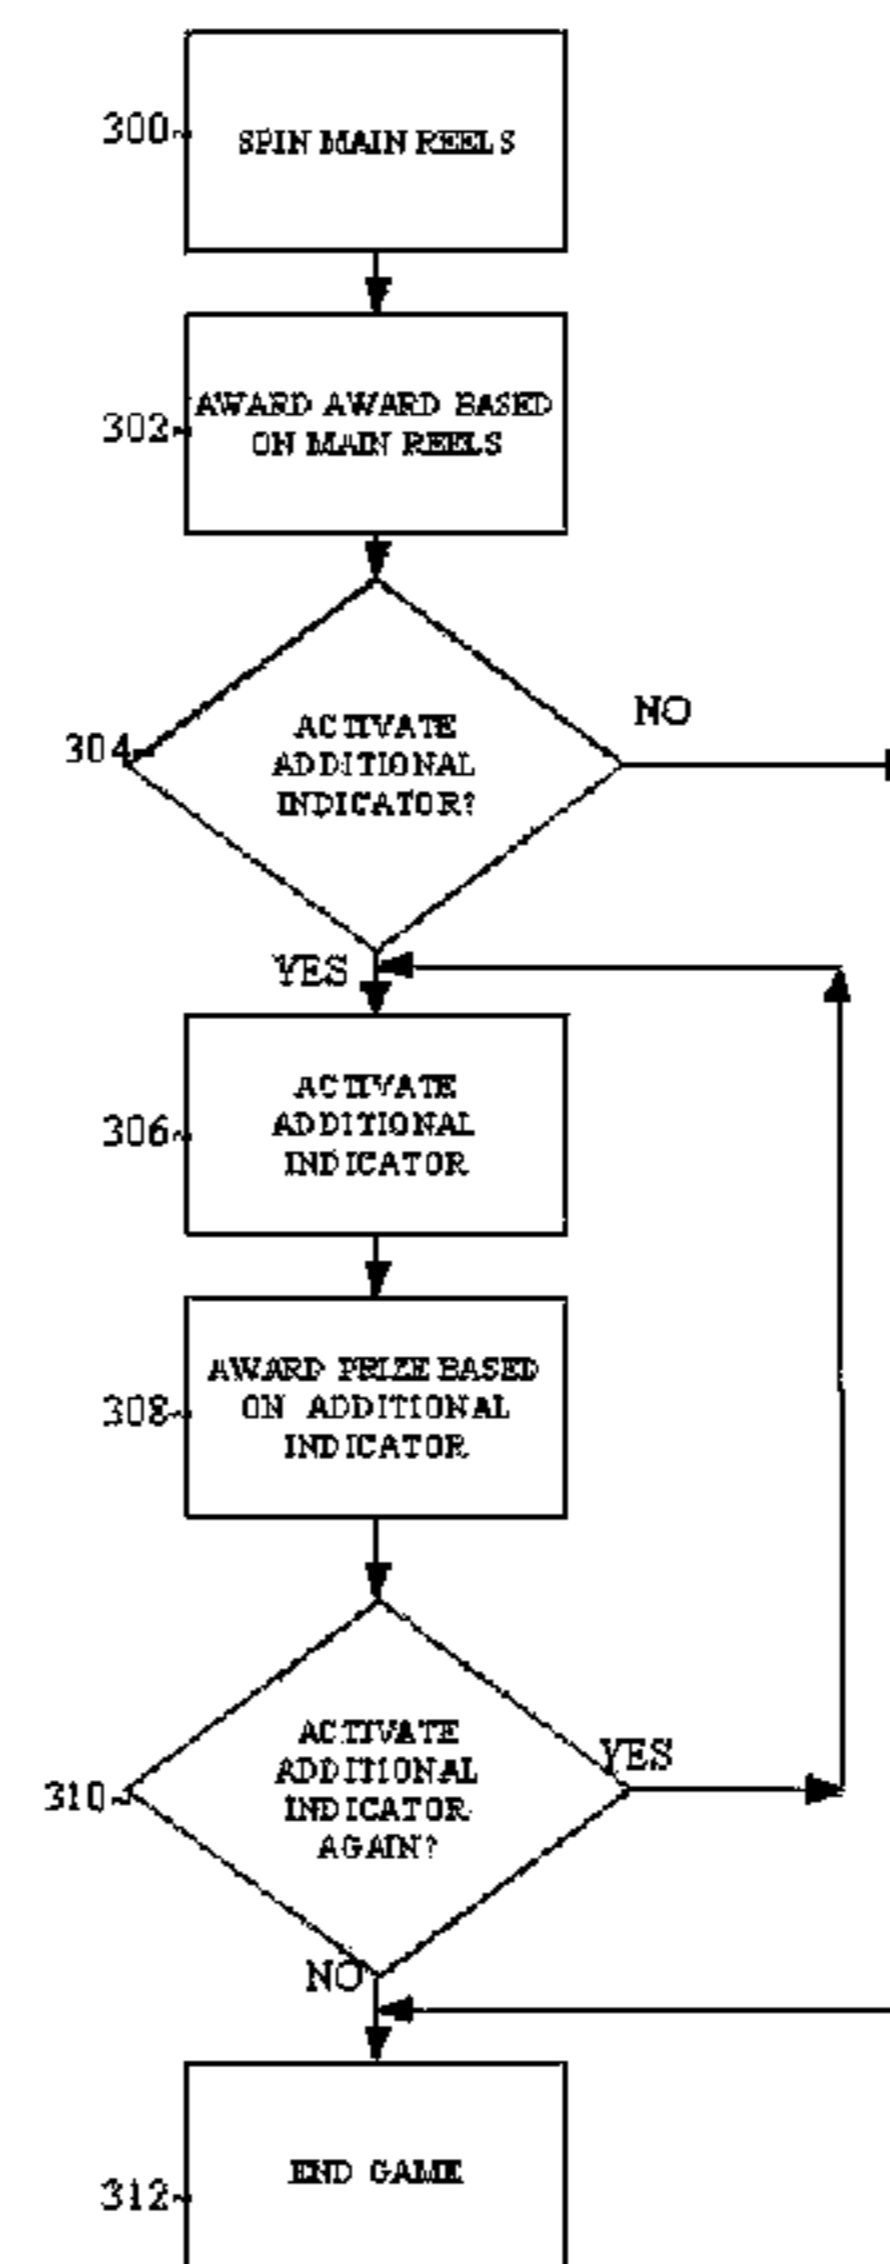 300
SPIN MAIN REELS
302
AWARD AWARD BASED
ON MAIN REELS
304
ACTIVATE
ADDITIONAL
INDICATOR?
NO
YES
306
ACTIVATE
ADDITIONAL
INDICATOR
308
AWARD PRIZE BASED
ON ADDITIONAL
INDICATOR
310
ACTIVATE
ADDITIONAL
INDICATOR
AGAIN?
YES
NO
312
END GAME